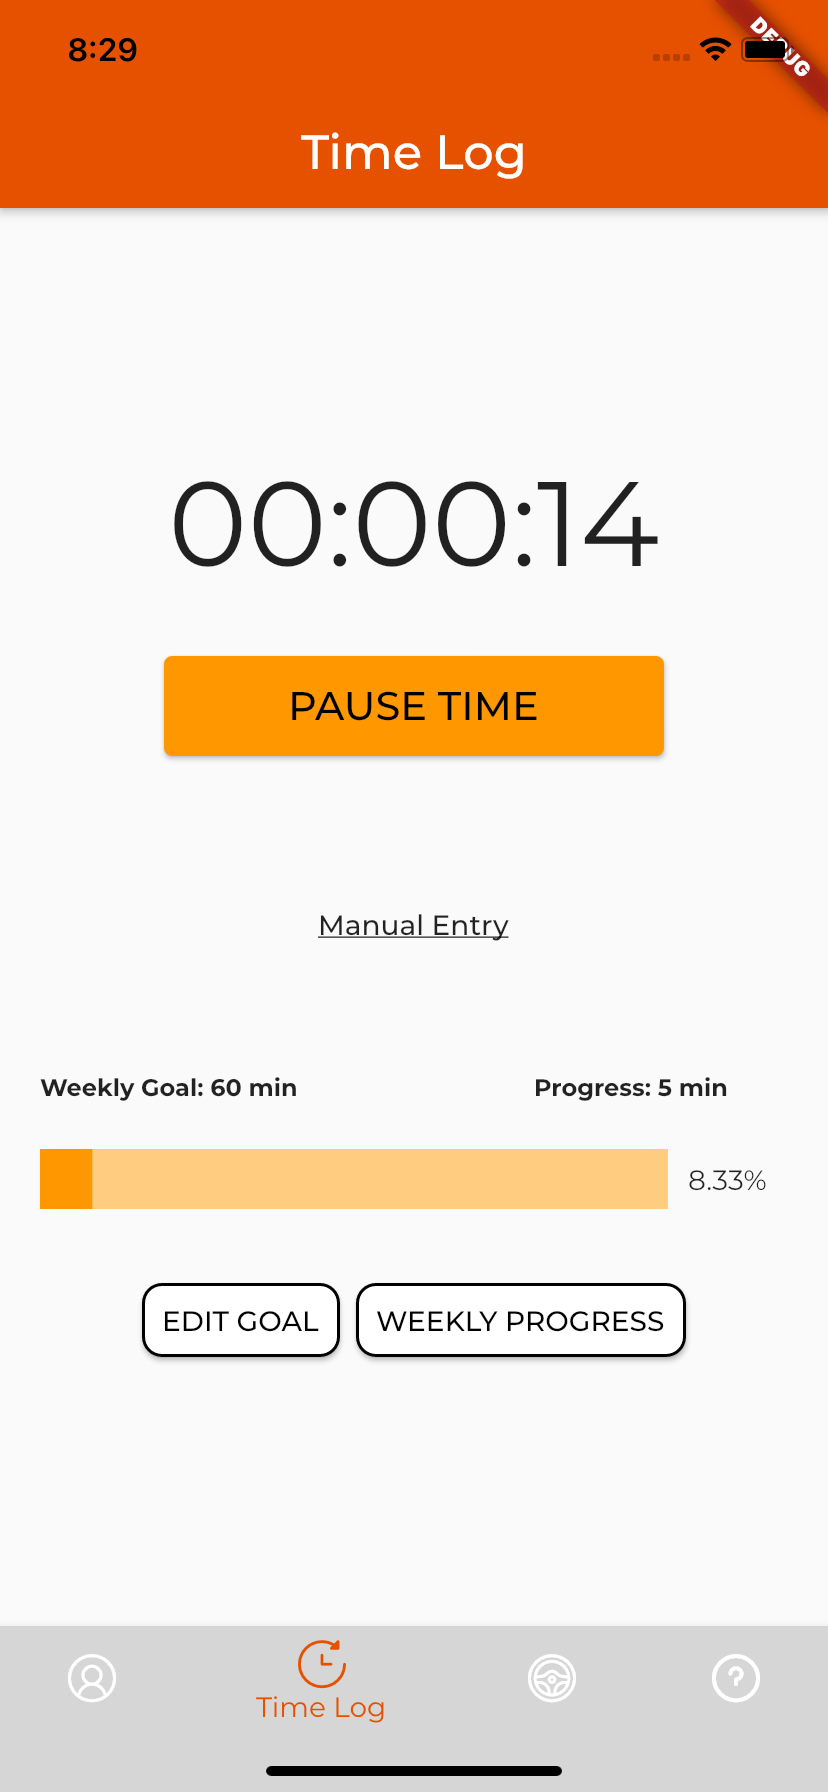 8:29
DEBUG
Time Log
00:00:14
PAUSE TIME
Manual Entry
Weekly Goal: 60 min
Progress: 5 min
8.33%
EDIT GOAL
WEEKLY PROGRESS
Time Log
?